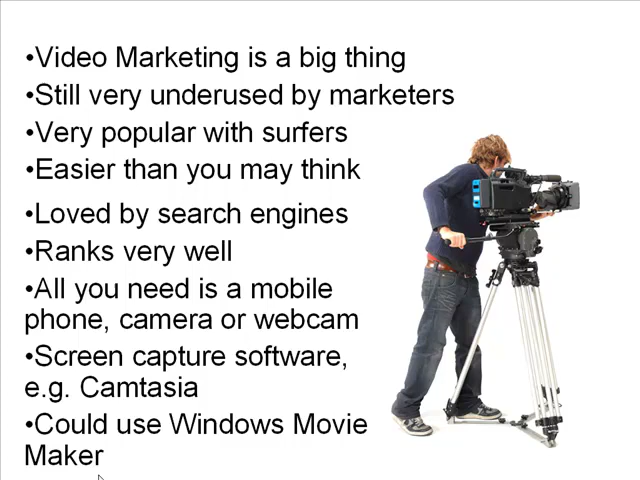 •Video Marketing is a big thing
•Still very underused by marketers
•Very popular with surfers
•Easier than you may think
•Loved by search engines
•Ranks very well
•All you need is a mobile
phone, camera or webcam
•Screen capture software,
e.g. Camtasia
•Could use Windows Movie
Maker